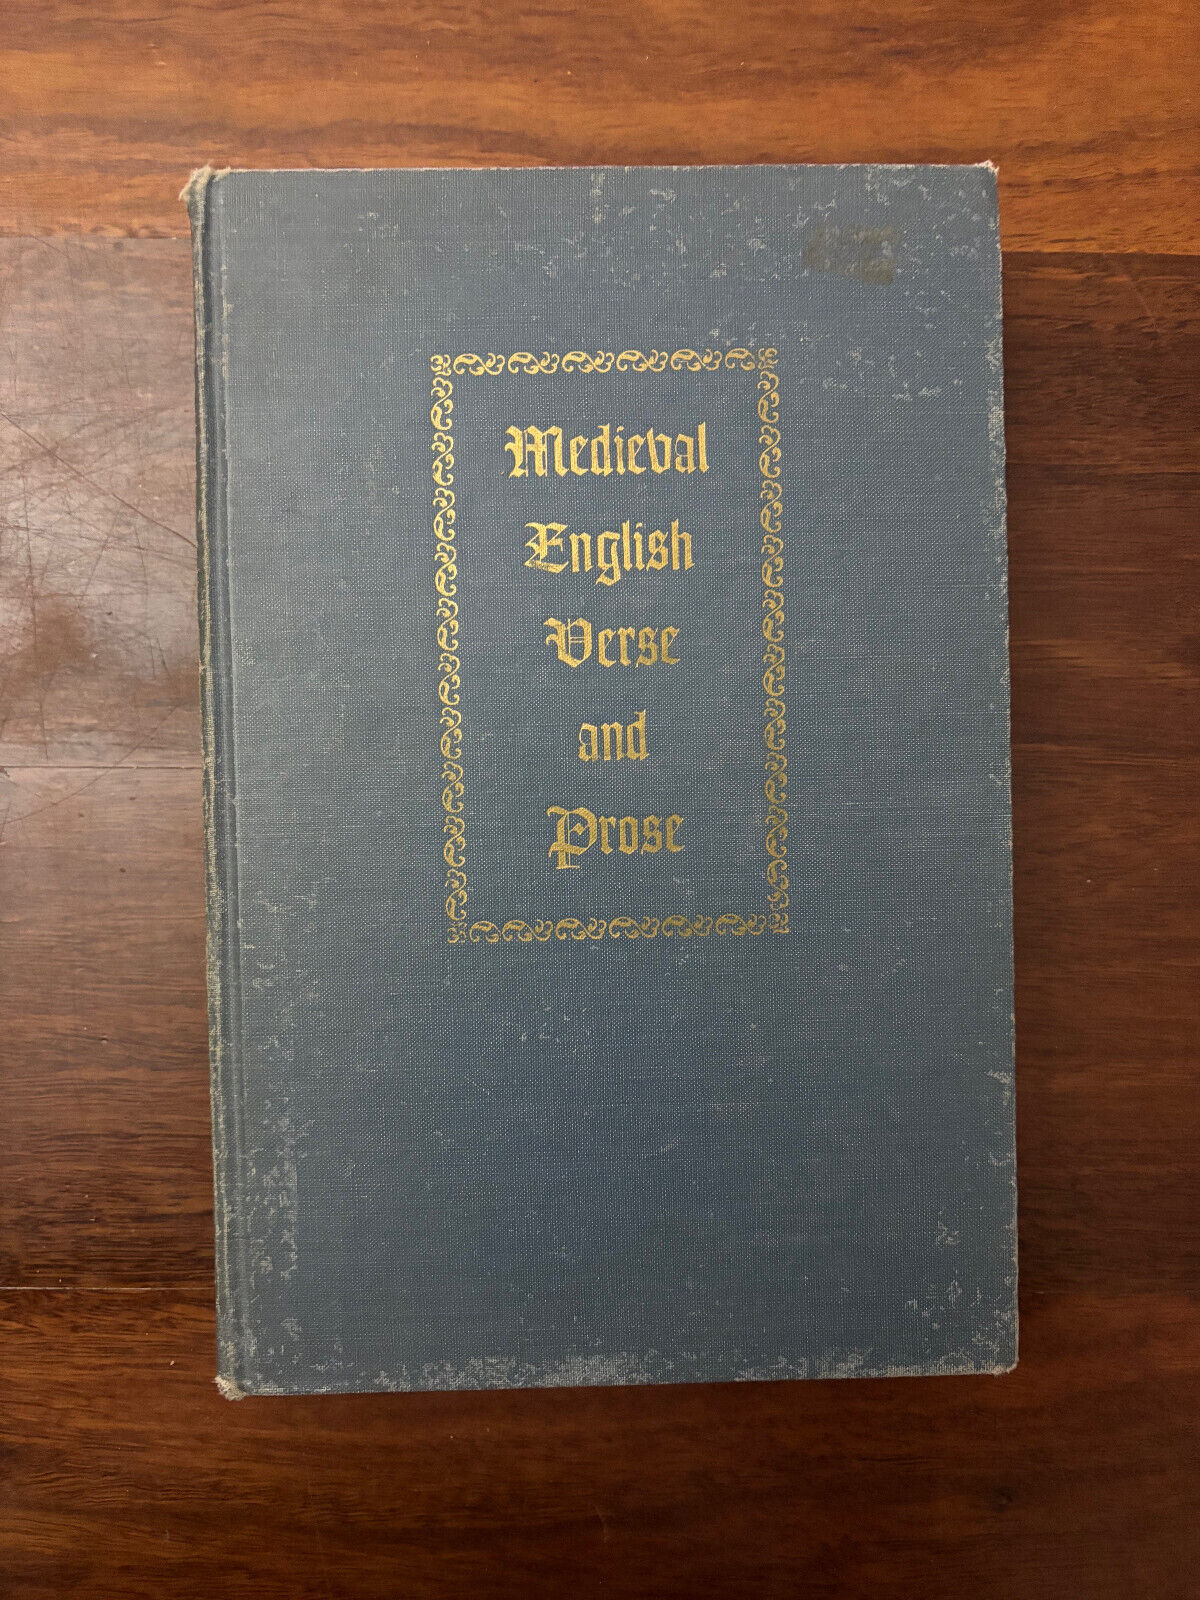 Medieval
English
Verse
and
Prose